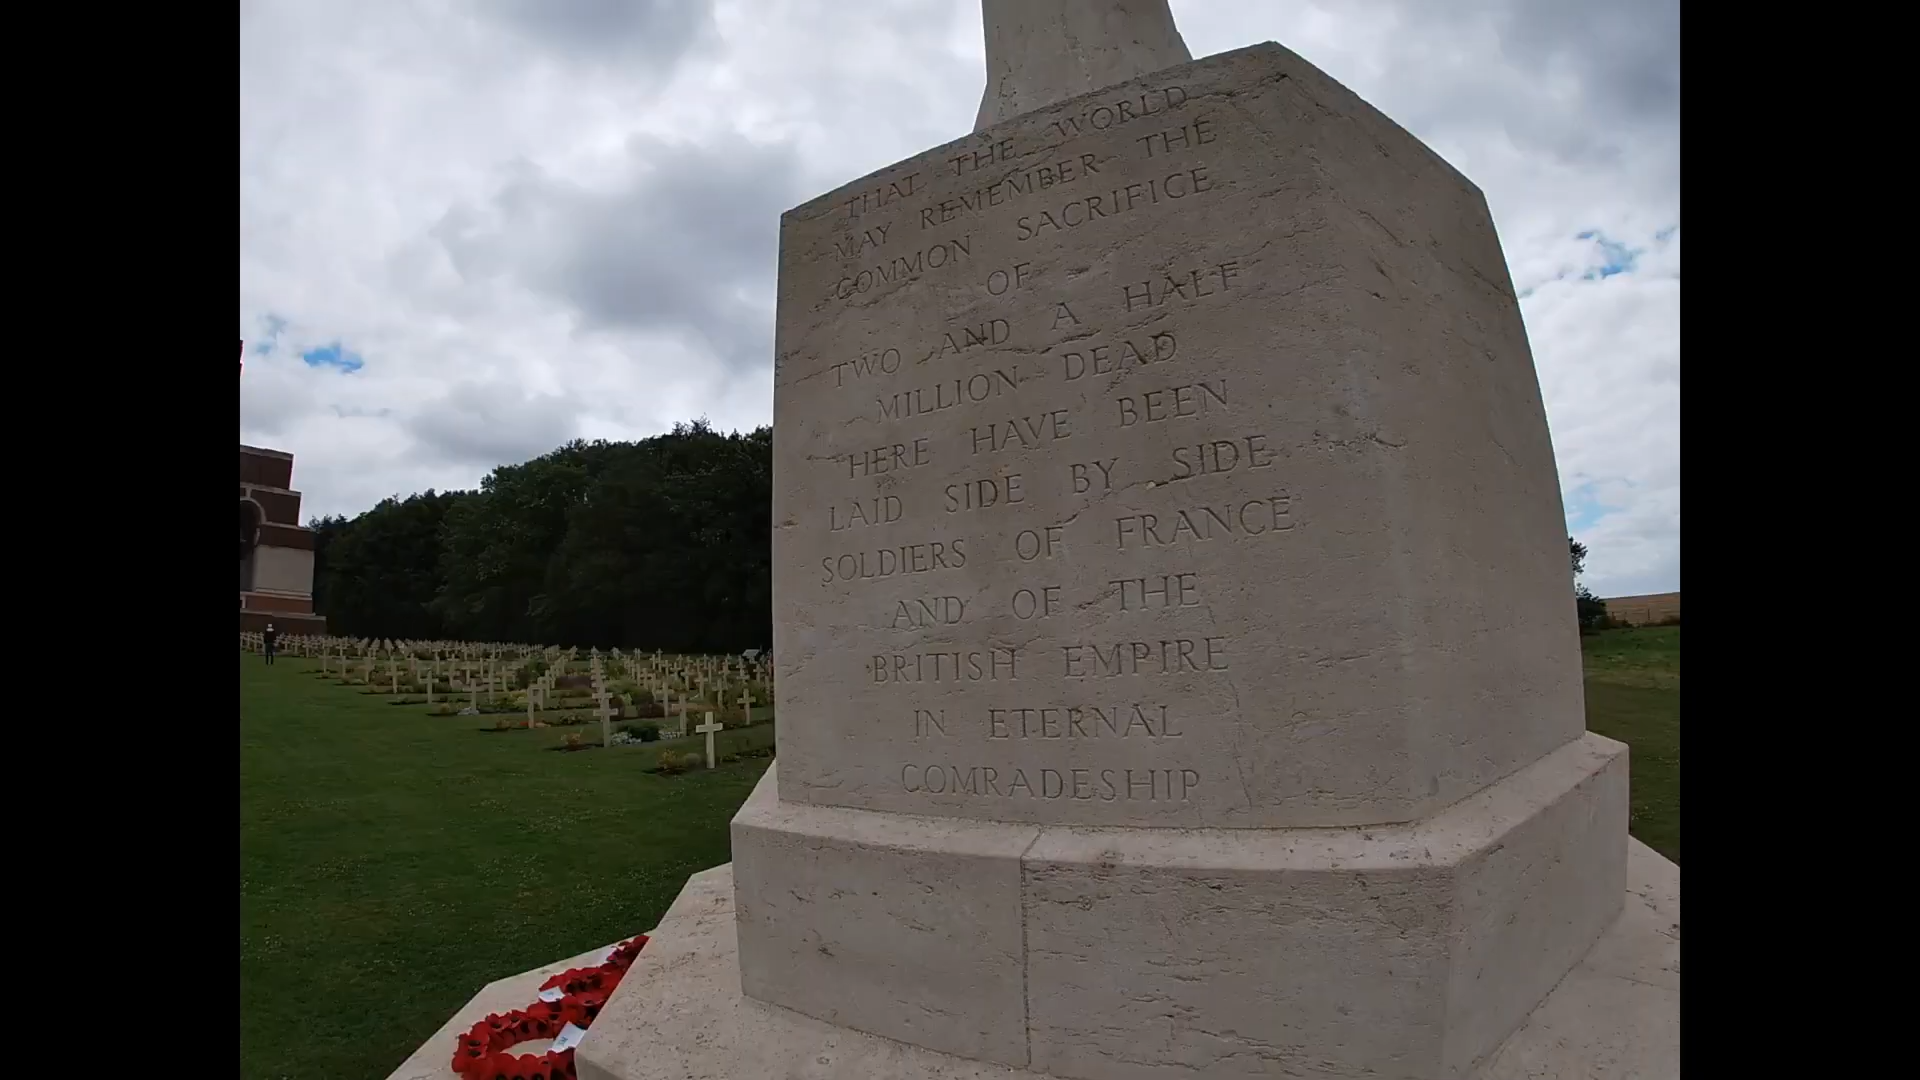 THAT THE WORLD
MAY REMEMBER THE
COMMON SACRIFICE
OF
TWO AND A HALF
MILLION DEAD
HERE HAVE BEEN
LAID SIDE BY SIDE
SOLDIERS OF FRANCE
AND OF THE
BRITISH EMPIRE
IN ETERNAL
COMRADESHIP